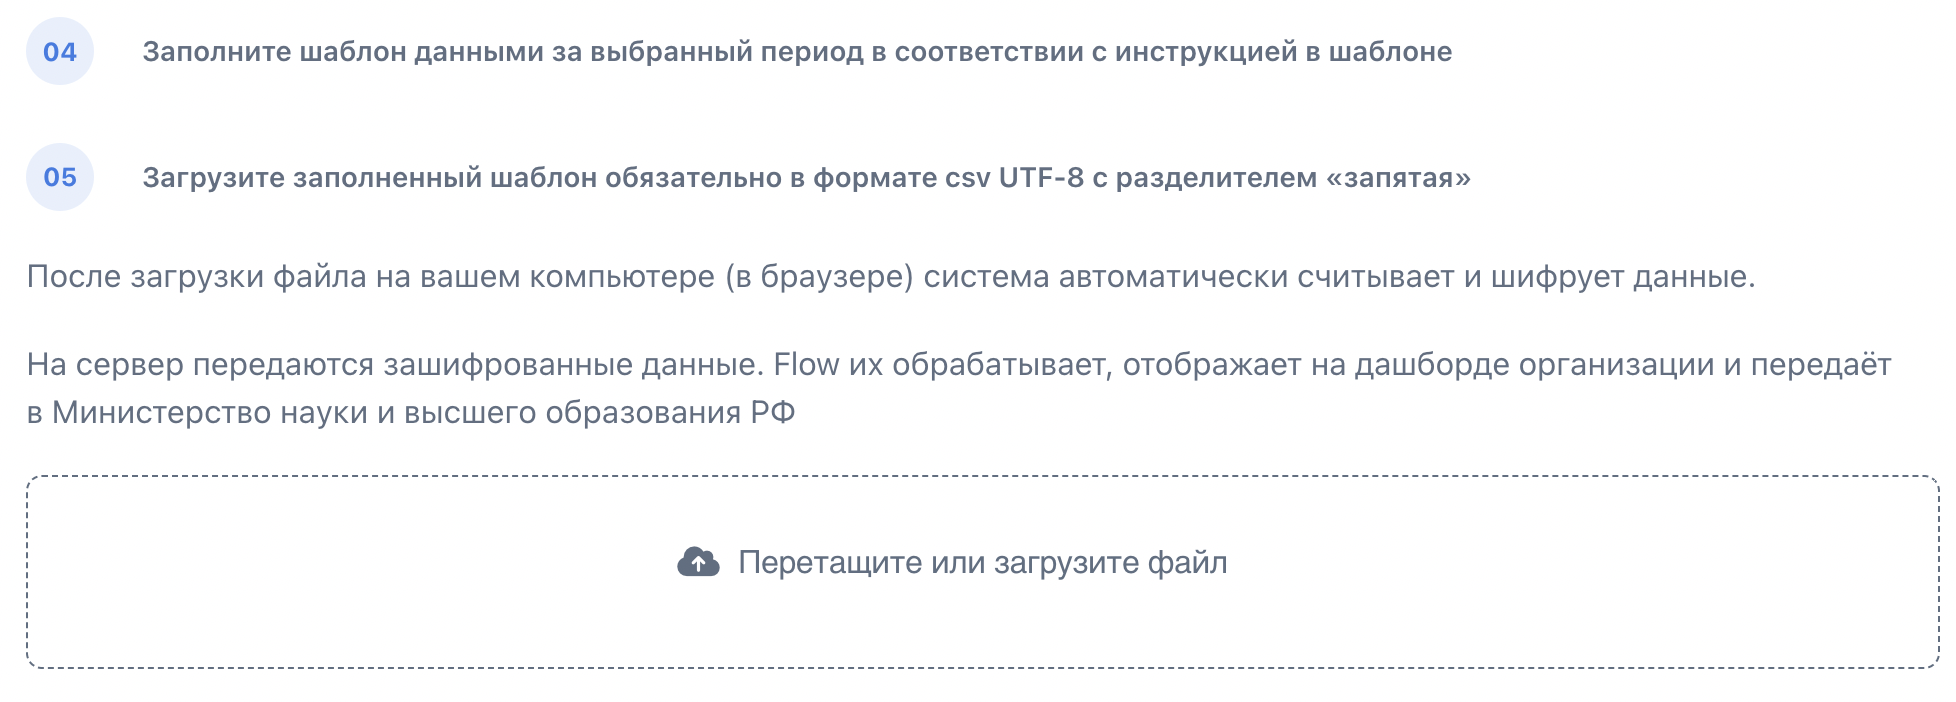 04
Заполните шаблон данными за выбранный период в соответствии с инструкцией в шаблоне
05
Загрузите заполненный шаблон обязательно в формате csv UTF-8 с разделителем «запятая»
После загрузки файла на вашем компьютере (в браузере) система автоматически считывает и шифрует данные.
На сервер передаются зашифрованные данные. Flow их обрабатывает, отображает на дашборде организации и передаёт
в Министерство науки и высшего образования РФ
Перетащите или загрузите файл